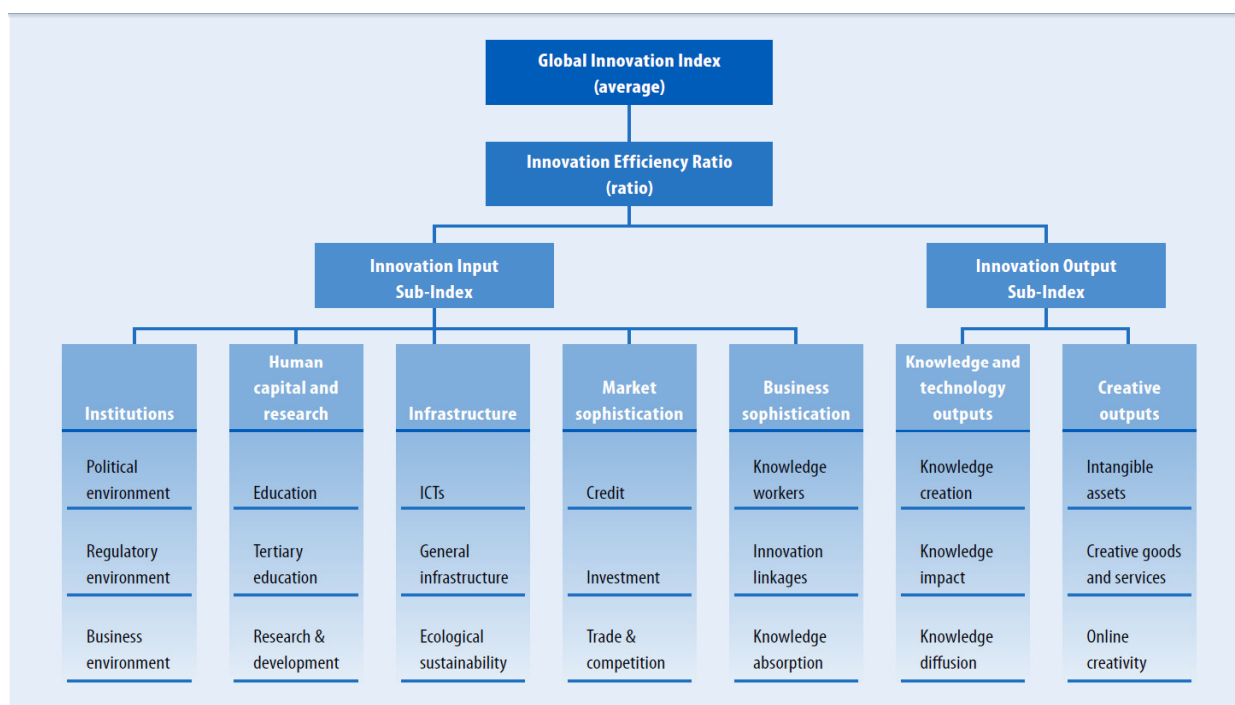 Global Innovation Index
(average)
Innovation Efficiency Ratio
(ratio)
Innovation Input
Sub-Index
Innovation Output
Sub-Index
Institutions
Human
capital and
research
Infrastructure
Market
sophistication
Business
sophistication
Knowledge and
technology
outputs
Creative
outputs
Political
environment
Education
ICTs
Credit
Knowledge
workers
Knowledge
creation
Intangible
assets
Regulatory
environment
Tertiary
education
General
infrastructure
Investment
Innovation
linkages
Knowledge
impact
Creative goods
and services
Business
environment
Research &
development
Ecological
sustainability
Trade &
competition
Knowledge
absorption
Knowledge
diffusion
Online
creativity